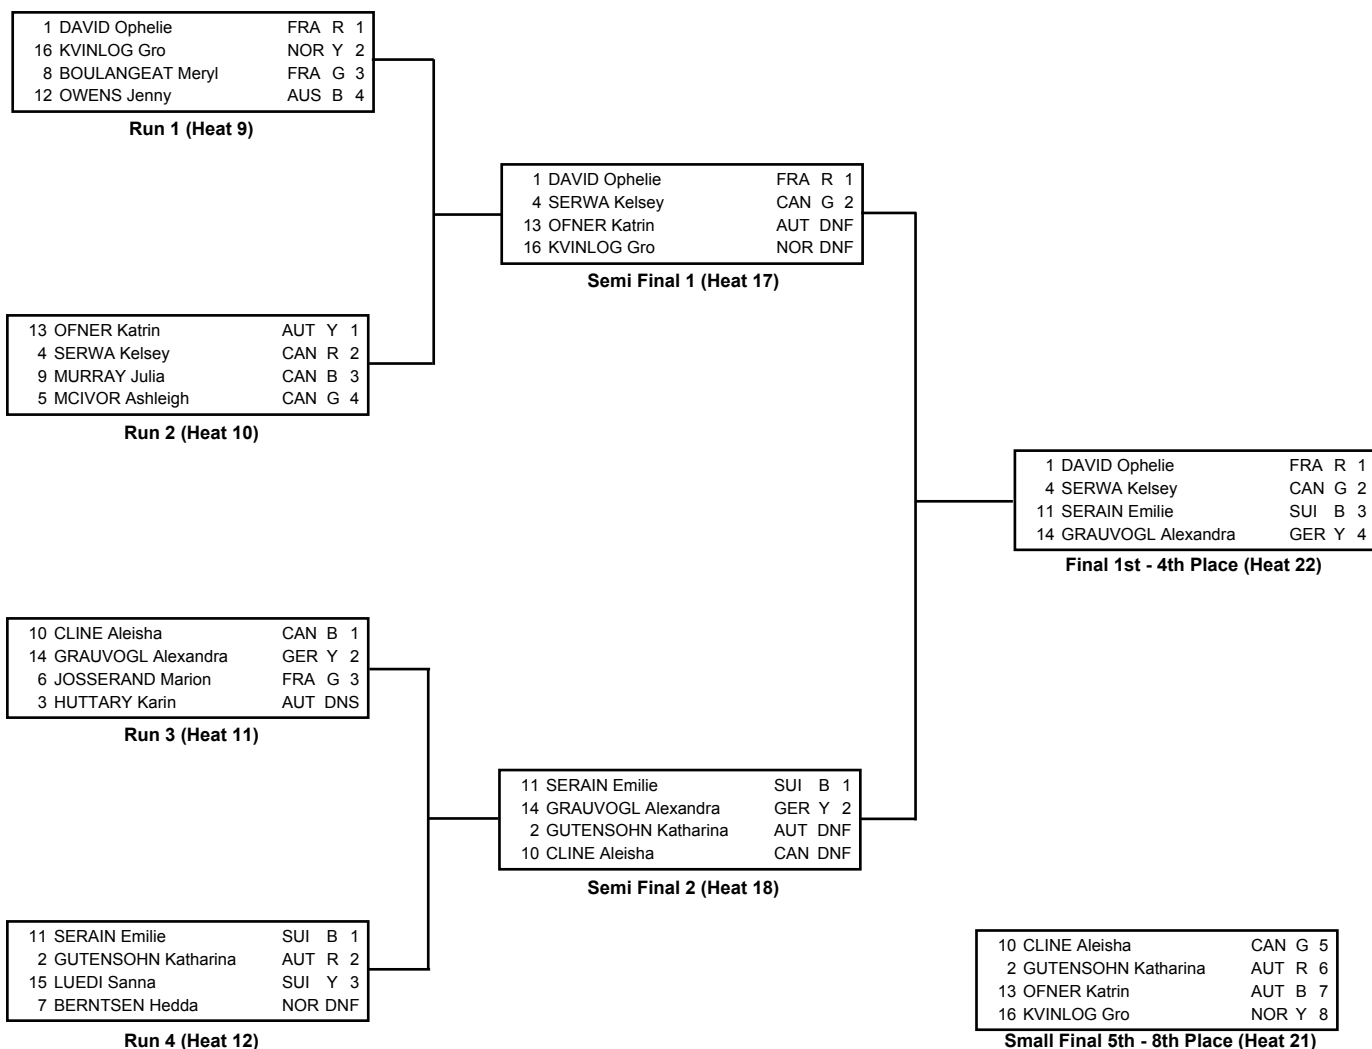 1 DAVID Ophelie FRA R 1
16 KVINLOG Gro NOR Y 2
8 BOULANGEAT Meryl FRA G 3
12 OWENS Jenny AUS B 4
Run 1 (Heat 9)
1 DAVID Ophelie FRA R 1
4 SERWA Kelsey CAN G 2
13 OFNER Katrin AUT DNF
16 KVINLOG Gro NOR DNF
Semi Final 1 (Heat 17)
13 OFNER Katrin AUT Y 1
4 SERWA Kelsey CAN R 2
9 MURRAY Julia CAN B 3
5 MCIVOR Ashleigh CAN G 4
Run 2 (Heat 10)
1 DAVID Ophelie FRA R 1
4 SERWA Kelsey CAN G 2
11 SERAIN Emilie SUI B 3
14 GRAUVOGL Alexandra GER Y 4
Final 1st - 4th Place (Heat 22)
10 CLINE Aleisha CAN B 1
14 GRAUVOGL Alexandra GER Y 2
6 JOSSERAND Marion FRA G 3
3 HUTTARY Karin AUT DNS
Run 3 (Heat 11)
11 SERAIN Emilie SUI B 1
14 GRAUVOGL Alexandra GER Y 2
2 GUTENSOHN Katharina AUT DNF
10 CLINE Aleisha CAN DNF
Semi Final 2 (Heat 18)
11 SERAIN Emilie SUI B 1
2 GUTENSOHN Katharina AUT R 2
15 LUEDI Sanna SUI Y 3
7 BERNTSEN Hedda NOR DNF
Run 4 (Heat 12)
10 CLINE Aleisha CAN G 5
2 GUTENSOHN Katharina AUT R 6
13 OFNER Katrin AUT B 7
16 KVINLOG Gro NOR Y 8
Small Final 5th - 8th Place (Heat 21)